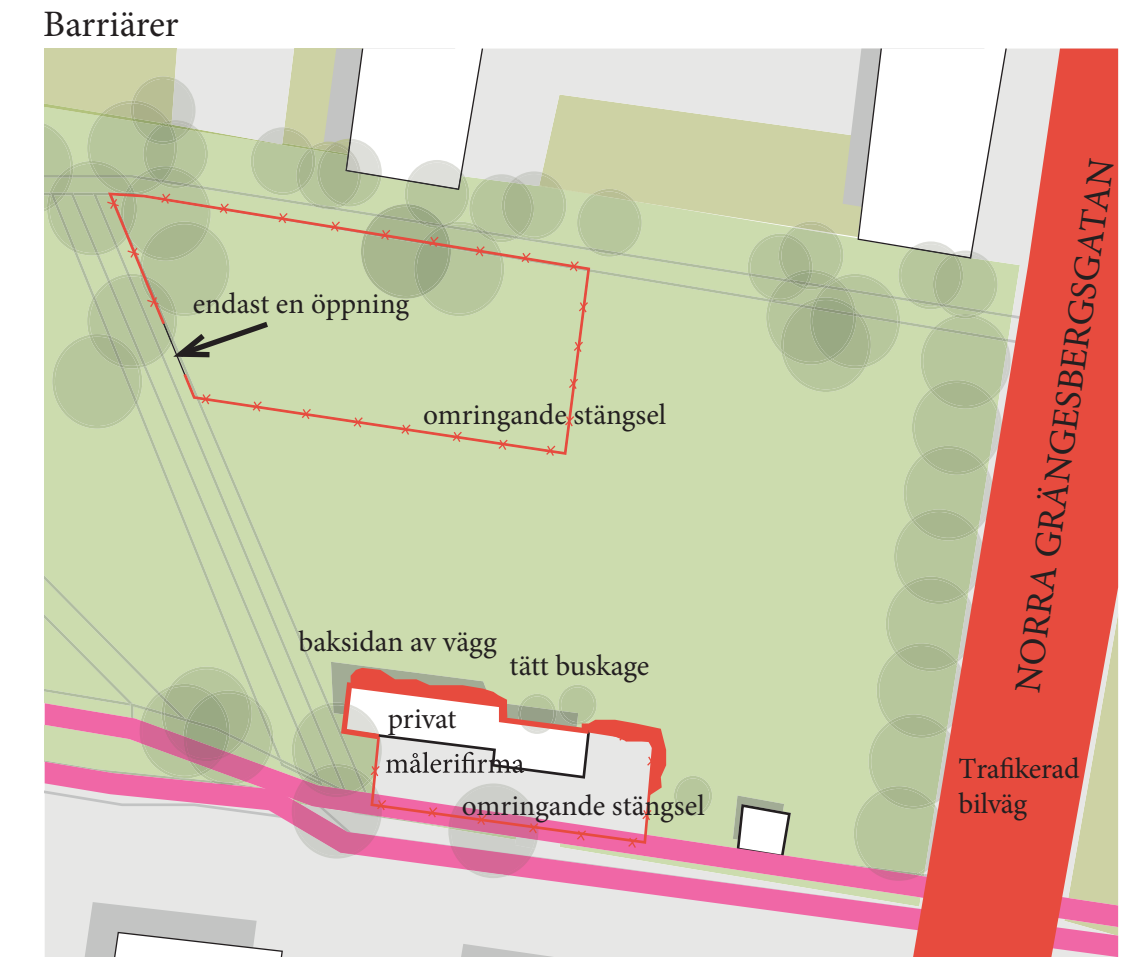 Barriärer
endast en öppning
omringande stängsel
NORRA GRÄNGESBERGSGATAN
baksidan av vägg
tätt buskage
privat
målerifirma
omringande stängsel
Trafikerad
bilväg